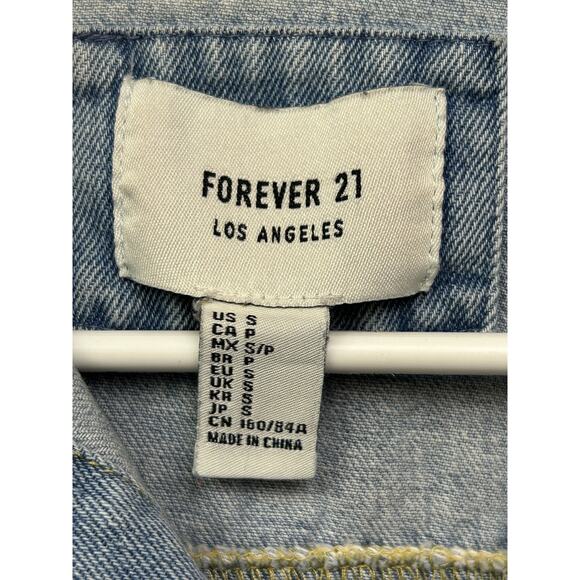 FOREVER 21
LOS ANGELES
US S
CA P
MX S/P
BR P
EU S
UK S
KR S
JP S
CN 160/84A
MADE IN CHINA